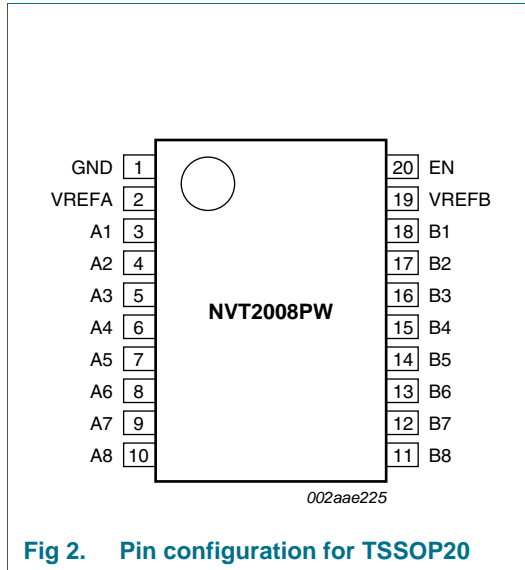 GND 1 20 EN
VREFA 2 19 VREFB
A1 3 18 B1
A2 4 17 B2
A3 5 16 B3
A4 6 NVT2008PW 15 B4
A5 7 14 B5
A6 8 13 B6
A7 9 12 B7
A8 10 11 B8
002aae225
Fig 2. Pin configuration for TSSOP20